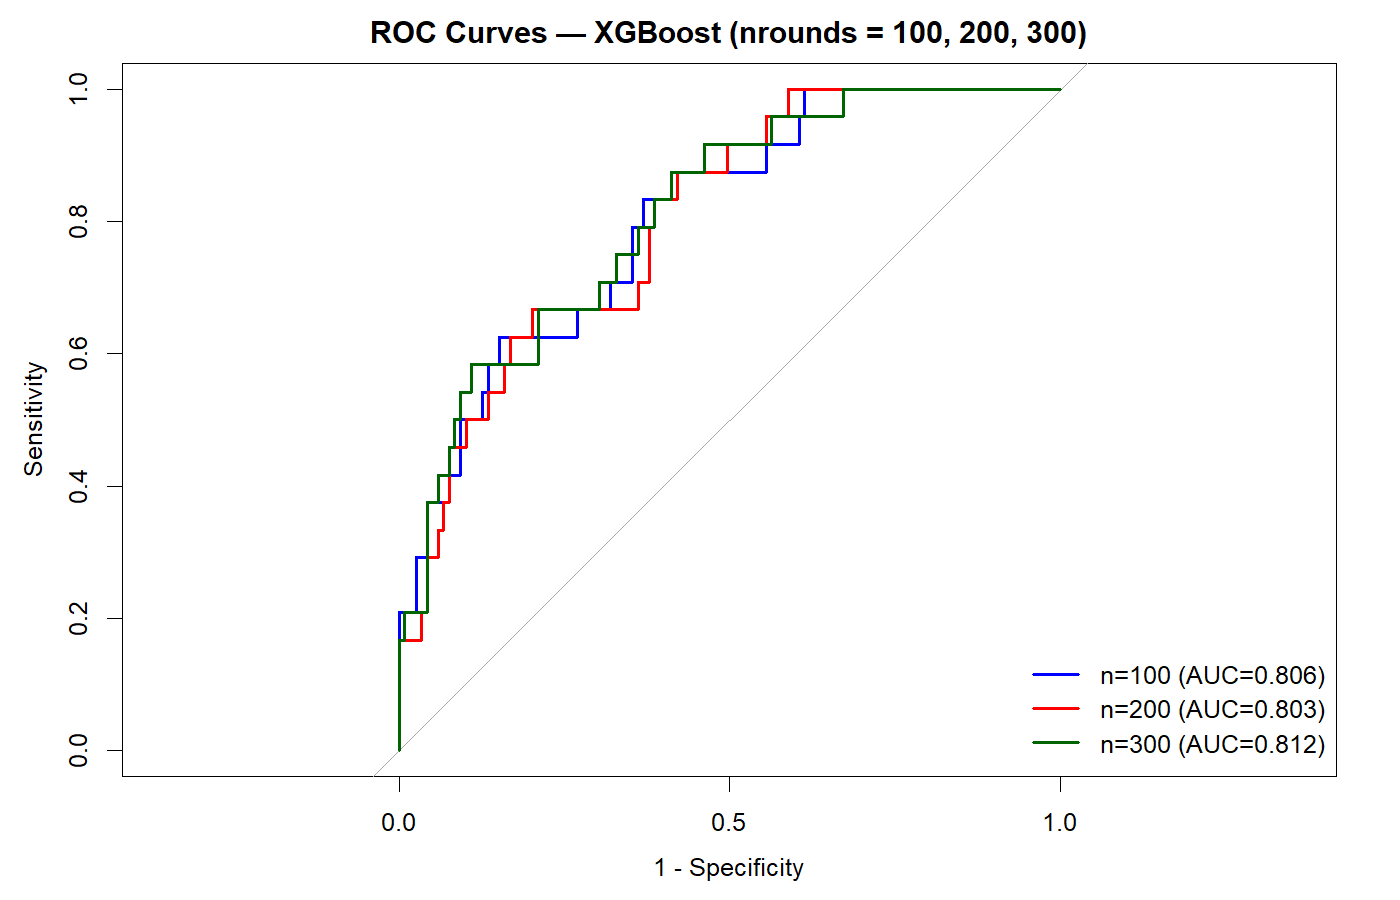 ROC Curves — XGBoost (nrounds = 100, 200, 300)
1.0
0.8
0.6
0.4
0.2
0.0
Sensitivity
n=100 (AUC=0.806)
n=200 (AUC=0.803)
n=300 (AUC=0.812)
0.0 0.5 1.0
1 - Specificity